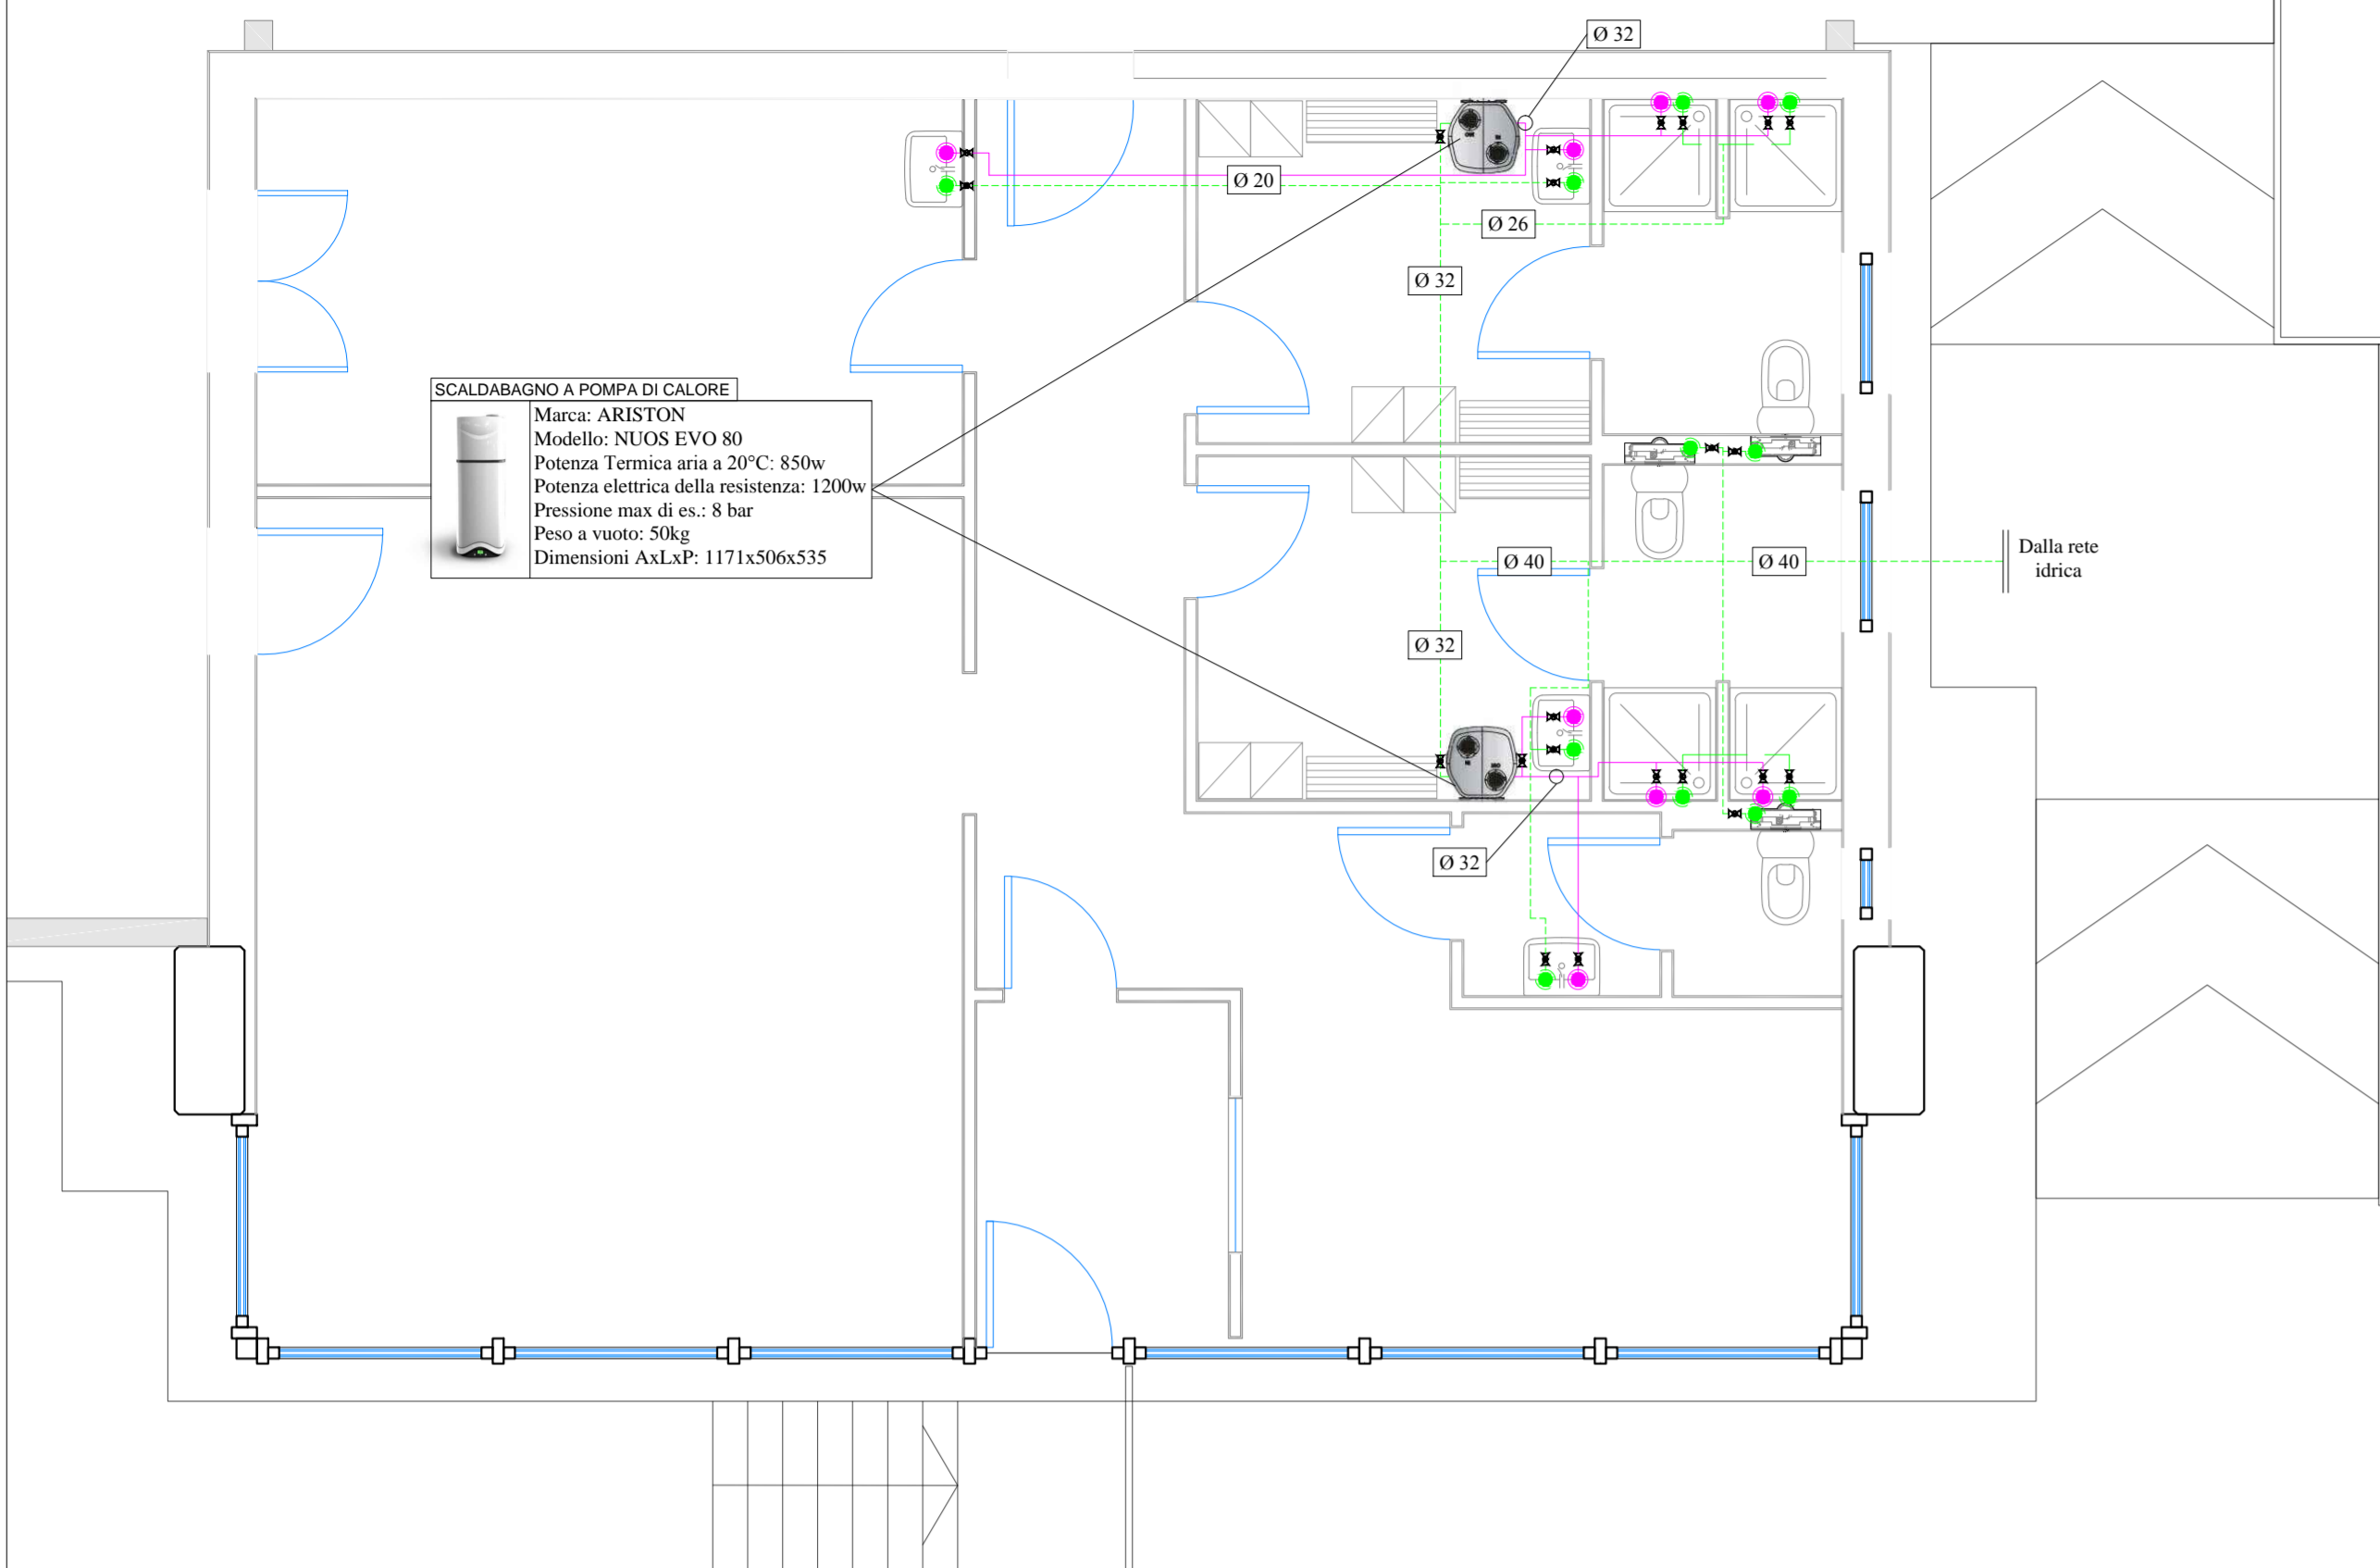 Ø 32
Ø 20
Ø 26
Ø 32
SCALDABAGNO A POMPA DI CALORE
Marca: ARISTON
Modello: NUOS EVO 80
Potenza Termica aria a 20°C: 850w
Potenza elettrica della resistenza: 1200w
Pressione max di es.: 8 bar
Peso a vuoto: 50kg
Dimensioni AxLxP: 1171x506x535
Ø 40
Ø 40
Dalla rete
idrica
Ø 32
Ø 32